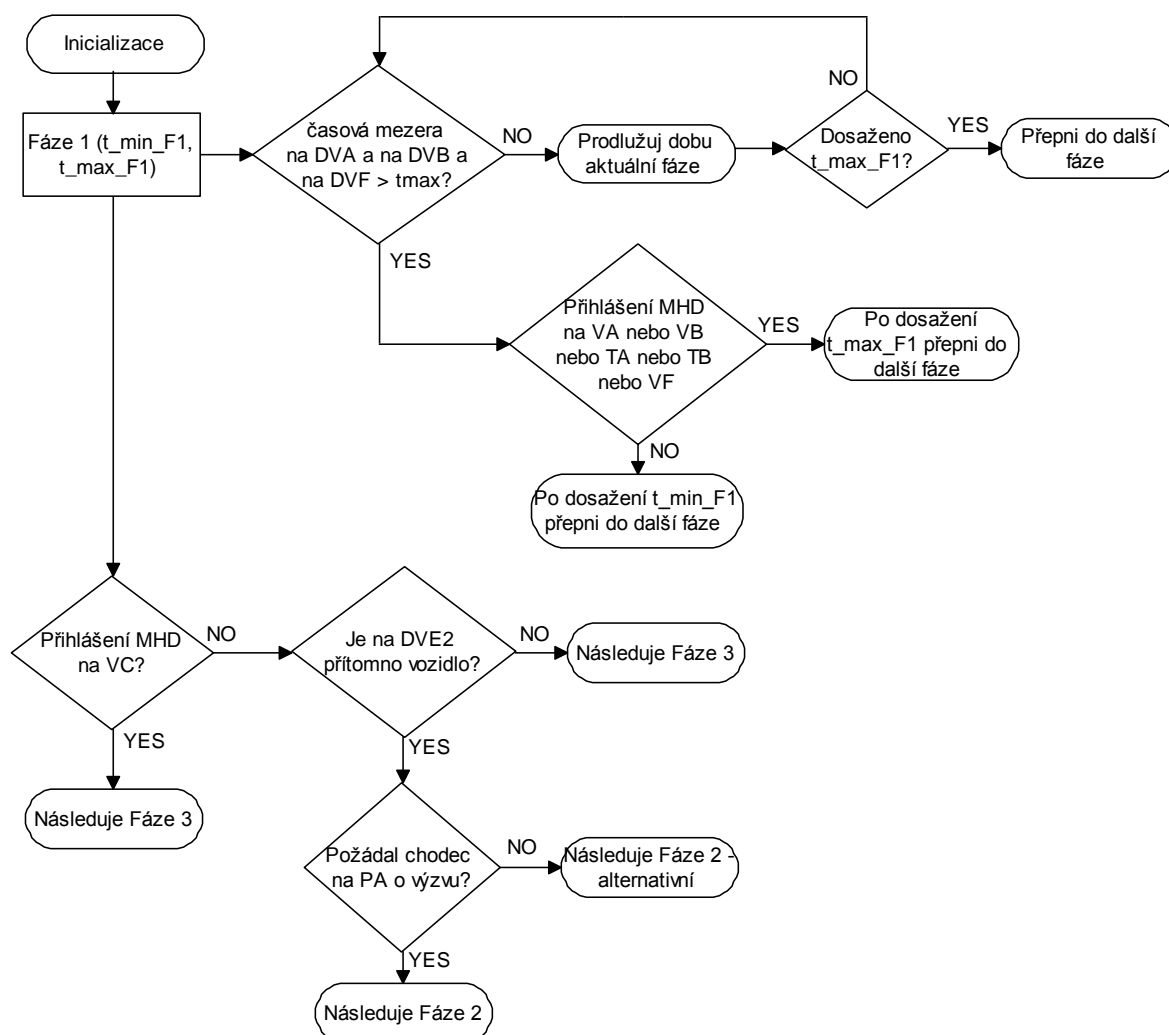 Inicializace
Fáze 1 (t_min_F1,
t_max_F1)
časová mezera
na DVA a na DVB a
na DVF > tmax?
NO
Prodlužuj dobu
aktuální fáze
NO
Dosaženo
t_max_F1?
YES
Přepni do další
fáze
YES
Přihlášení MHD
na VA nebo VB
nebo TA nebo TB
nebo VF
YES
Po dosažení
t_max_F1 přepni do
další fáze
NO
Po dosažení t_min_F1
přepni do další fáze
Přihlášení MHD
na VC?
NO
Je na DVE2
přítomno vozidlo?
NO
Následuje Fáze 3
YES
YES
Následuje Fáze 3
Požádal chodec
na PA o výzvu?
NO
Následuje Fáze 2 -
alternativní
YES
Následuje Fáze 2